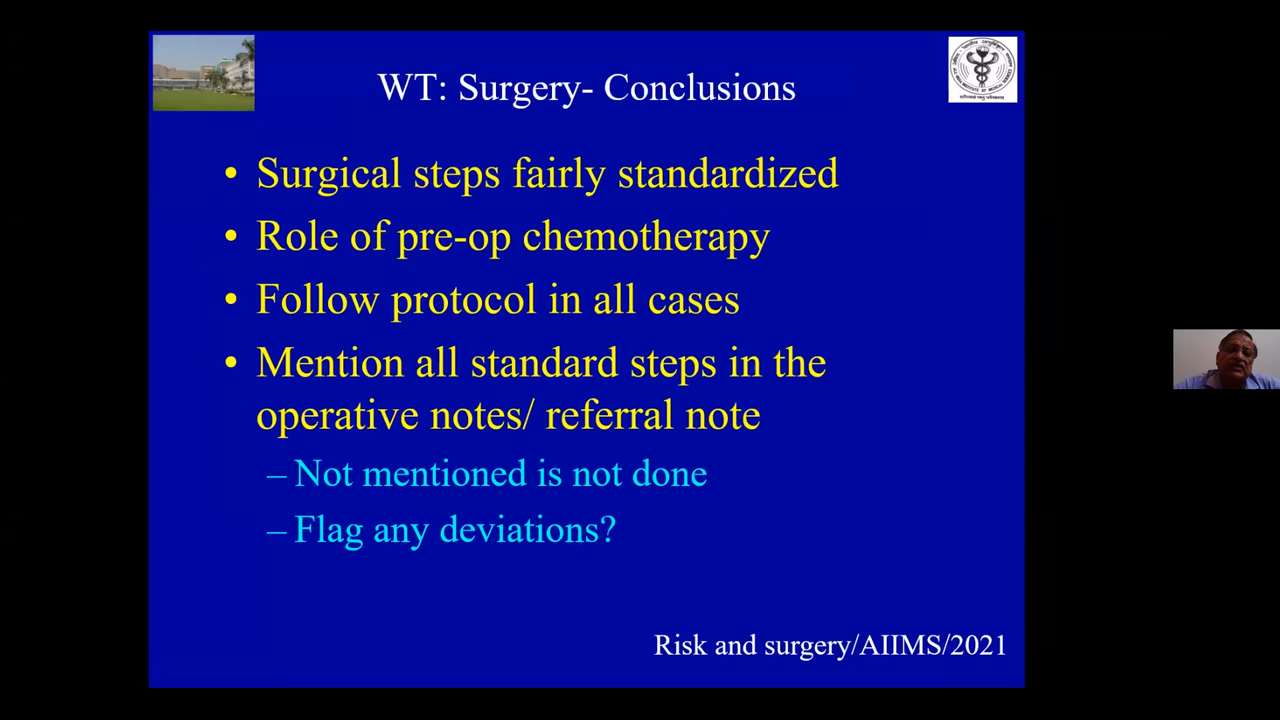 WT: Surgery- Conclusions
• Surgical steps fairly standardized
• Role of pre-op chemotherapy
• Follow protocol in all cases
• Mention all standard steps in the
operative notes/ referral note
– Not mentioned is not done
– Flag any deviations?
Risk and surgery/AIIMS/2021